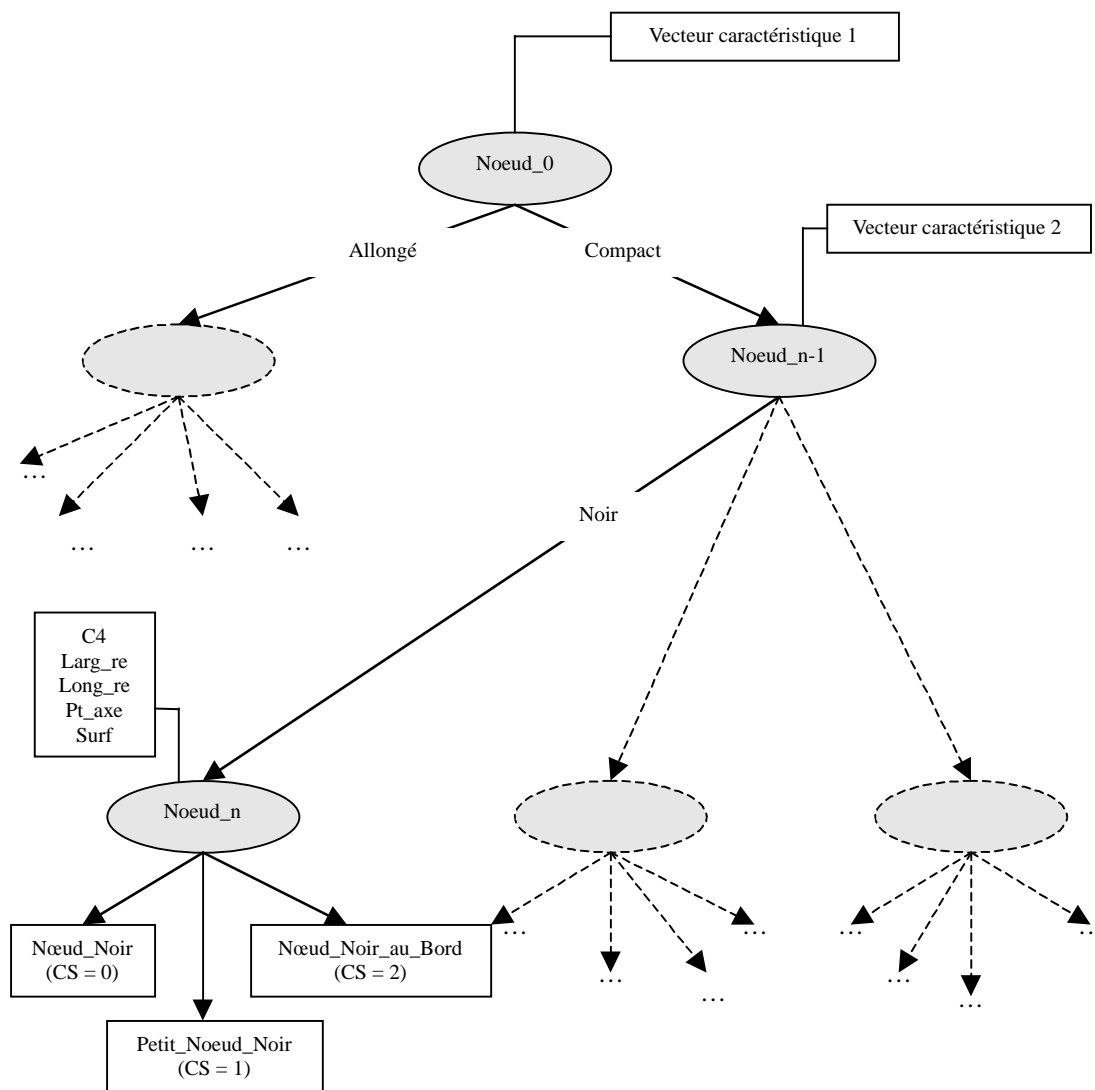 Vecteur caractéristique 1
Noeud_0
Vecteur caractéristique 2
Allongé
Compact
Noeud_n-1
…
Noir
…
…
…
C4
Larg_re
Long_re
Pt_axe
Surf
Noeud_n
Nœud_Noir
(CS = 0)
Nœud_Noir_au_Bord
(CS = 2)
…
…
…
…
…
…
…
…
Petit_Noeud_Noir
(CS = 1)